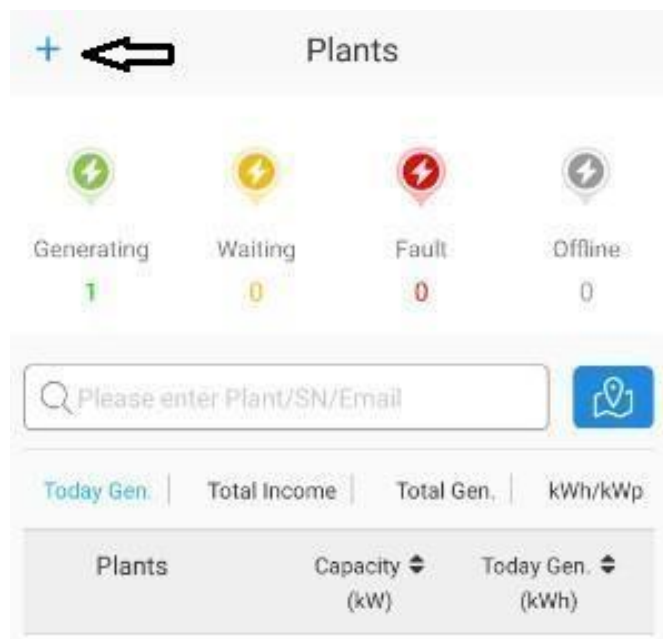 + Plants
Generating Waiting Fault Offline
1 0 0 0
Please enter Plant/SN/Email
Today Gen. Total Income Total Gen. kWh/kWp
Plants Capacity Today Gen.
(kW) (kWh)